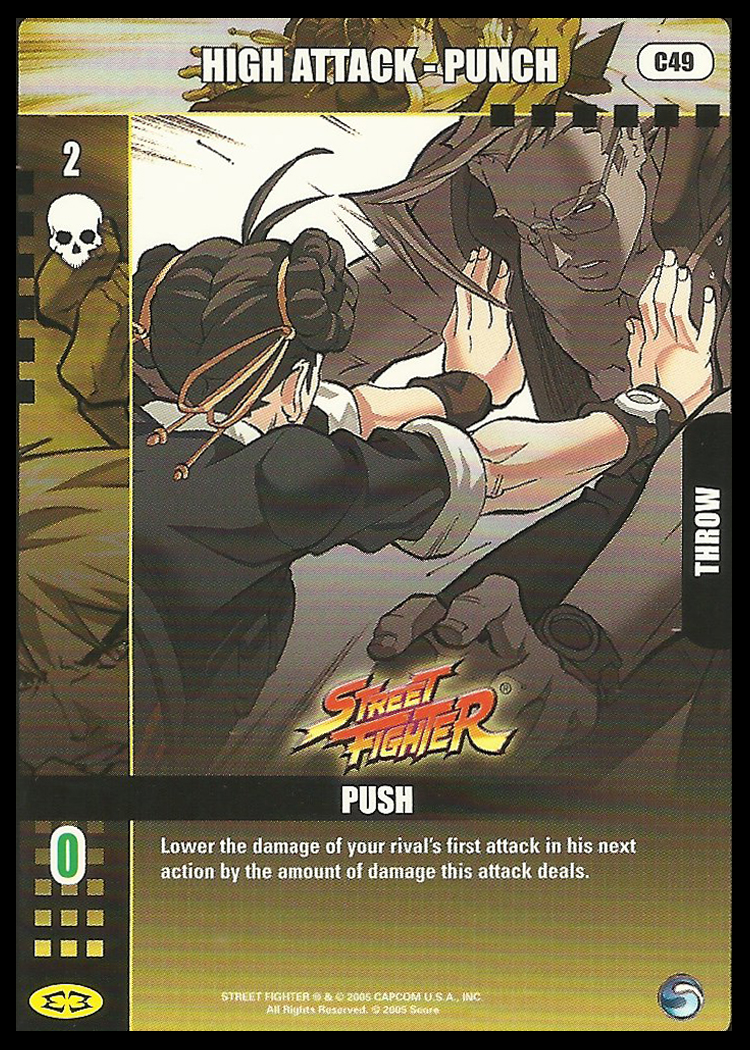 HIGH ATTACK - PUNCH
C49
2
THROW
STREET
FIGHTER®
PUSH
0
Lower the damage of your rival's first attack in his next
action by the amount of damage this attack deals.
STREET FIGHTER ® & © 2005 CAPCOM U.S.A., INC
All Rights Reserved. © 2005 Score